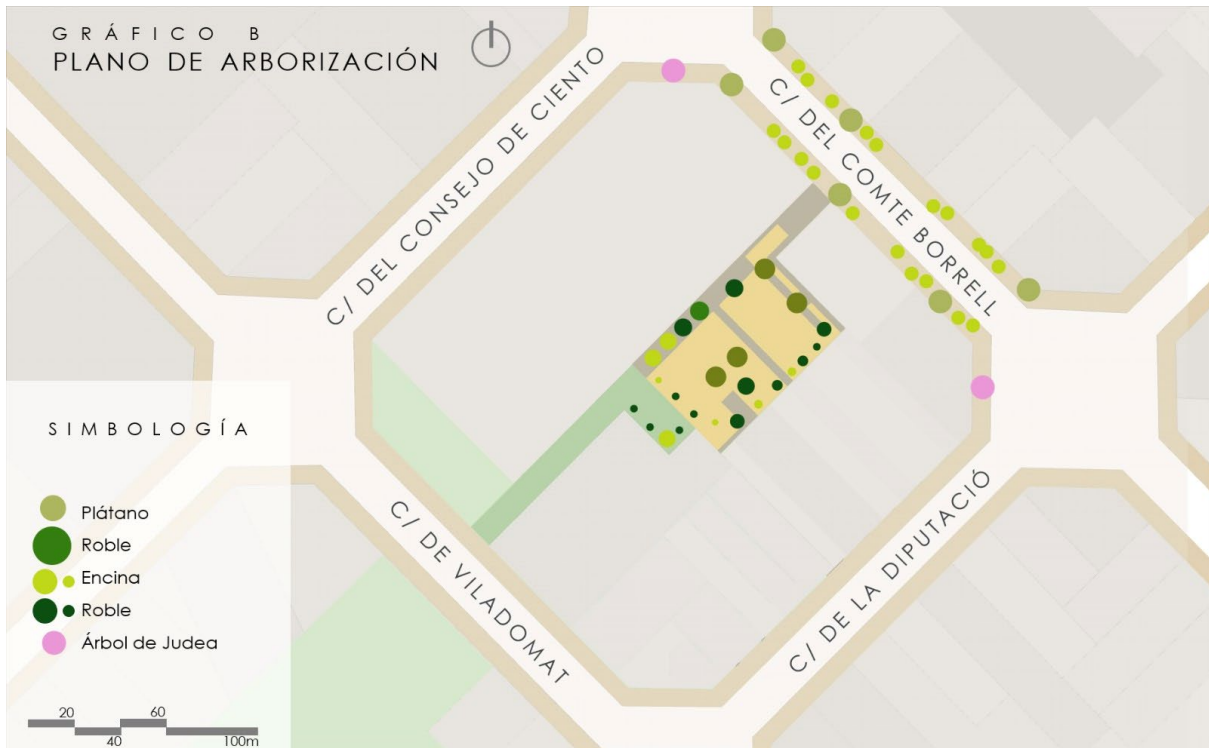 GRÁFICO B
PLANO DE ARBORIZACIÓN
C/ DEL CONSEJO DE CIENTO
C/ DEL COMTE BORRELL
C/ DE VILADOMAT
C/ DE LA DIPUTACIÓ
SIMBOLOGÍA
Plátano
Roble
Encina
Roble
Árbol de Judea
20 60
40 100m